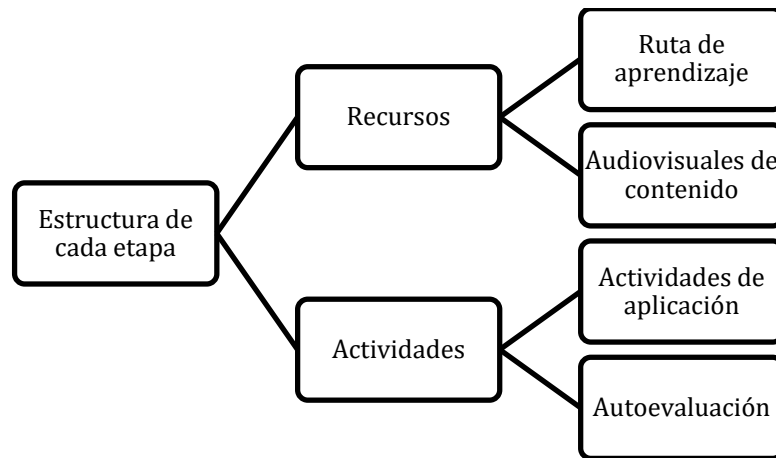 Estructura de
cada etapa
Recursos
Ruta de
aprendizaje
Audiovisuales de
contenido
Actividades
Actividades de
aplicación
Autoevaluación